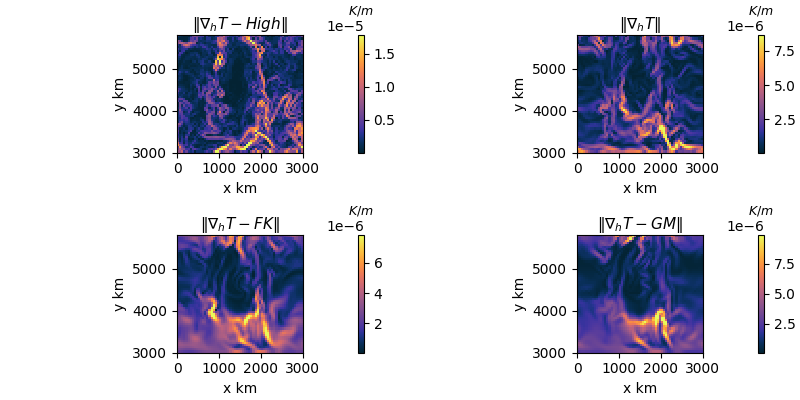 ‖∇ₕT − High‖
K/m
1e−5
1.5
1.0
0.5
5000
4000
3000
y km
0 1000 2000 3000
x km
‖∇ₕT‖
K/m
1e−6
7.5
5.0
2.5
5000
4000
3000
y km
0 1000 2000 3000
x km
‖∇ₕT − FK‖
K/m
1e−6
6
4
2
5000
4000
3000
y km
0 1000 2000 3000
x km
‖∇ₕT − GM‖
K/m
1e−6
7.5
5.0
2.5
5000
4000
3000
y km
0 1000 2000 3000
x km